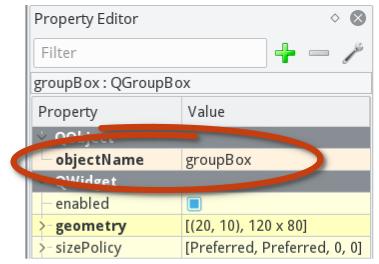 Property Editor
Filter
groupBox : QGroupBox
Property Value
QObject
objectName groupBox
QWidget
enabled
geometry [(20, 10), 120 x 80]
sizePolicy [Preferred, Preferred, 0, 0]